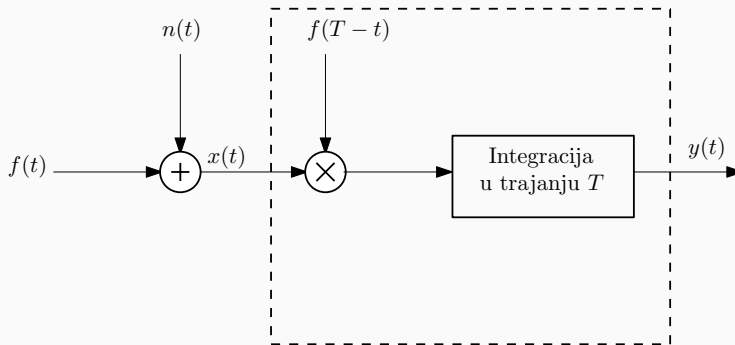 n(t)
f(T − t)
f(t)
+
x(t)
×
Integracija
u trajanju T
y(t)